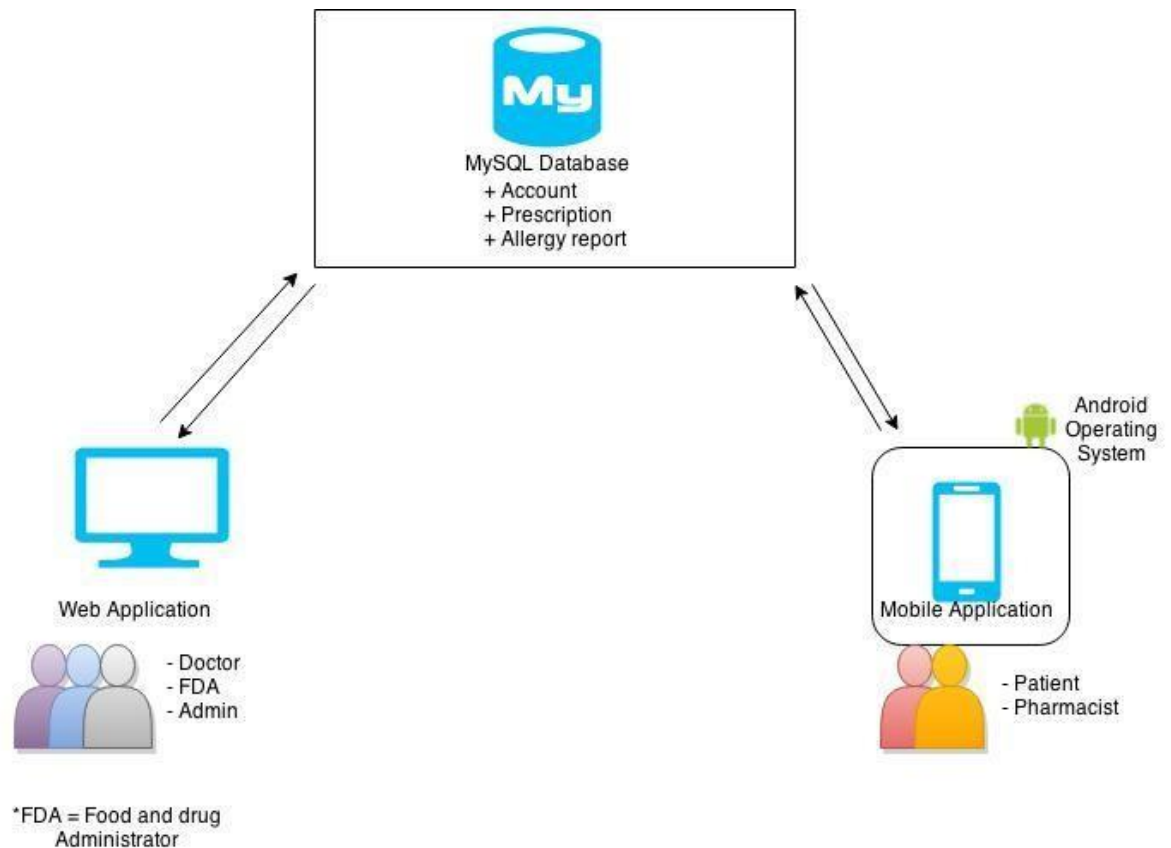 My
MySQL Database
+ Account
+ Prescription
+ Allergy report
Android
Operating
System
Web Application
Mobile Application
- Doctor
- FDA
- Admin
- Patient
- Pharmacist
*FDA = Food and drug
Administrator